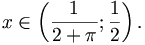 x ∈ ( 1/(2 + π) ; 1/2 ) .